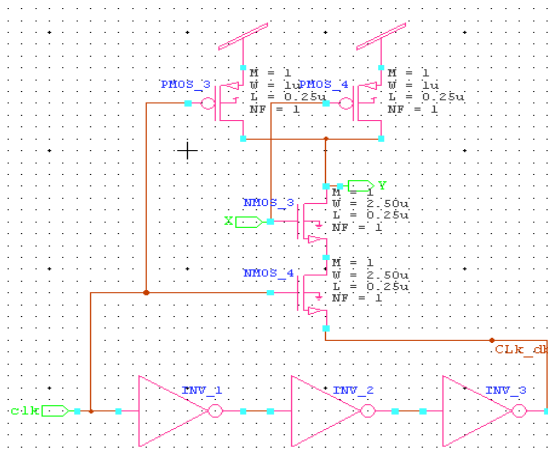 PMOS_3
M = 1
W = 1u
L = 0.25u
NF = 1
PMOS_4
M = 1
W = 1u
L = 0.25u
NF = 1
Y
X
NMOS_3
M = 1
W = 2.50u
L = 0.25u
NF = 1
NMOS_4
M = 1
W = 2.50u
L = 0.25u
NF = 1
clk
INV_1
INV_2
INV_3